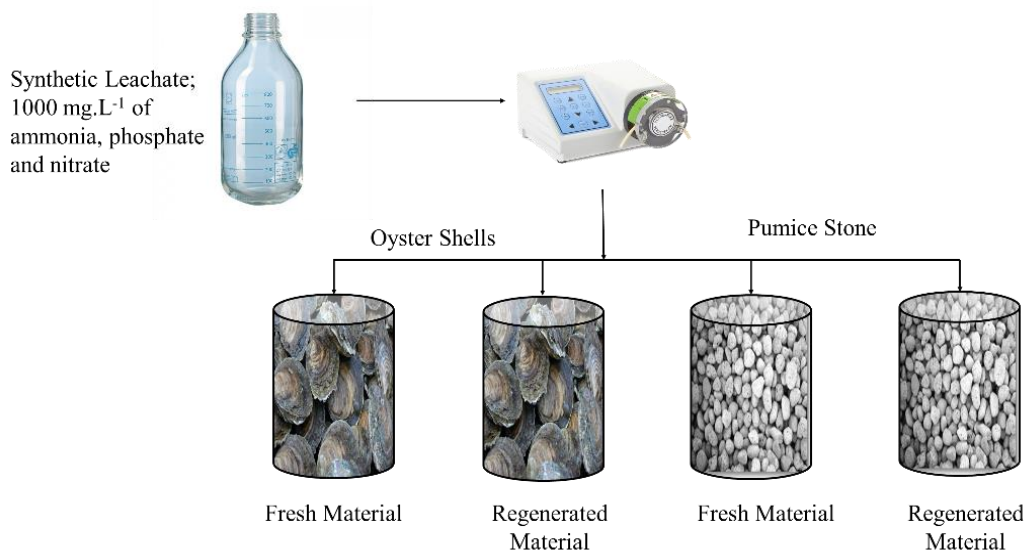 Synthetic Leachate;
1000 mg.L⁻¹ of
ammonia, phosphate
and nitrate
Oyster Shells
Pumice Stone
Fresh Material
Regenerated
Material
Fresh Material
Regenerated
Material